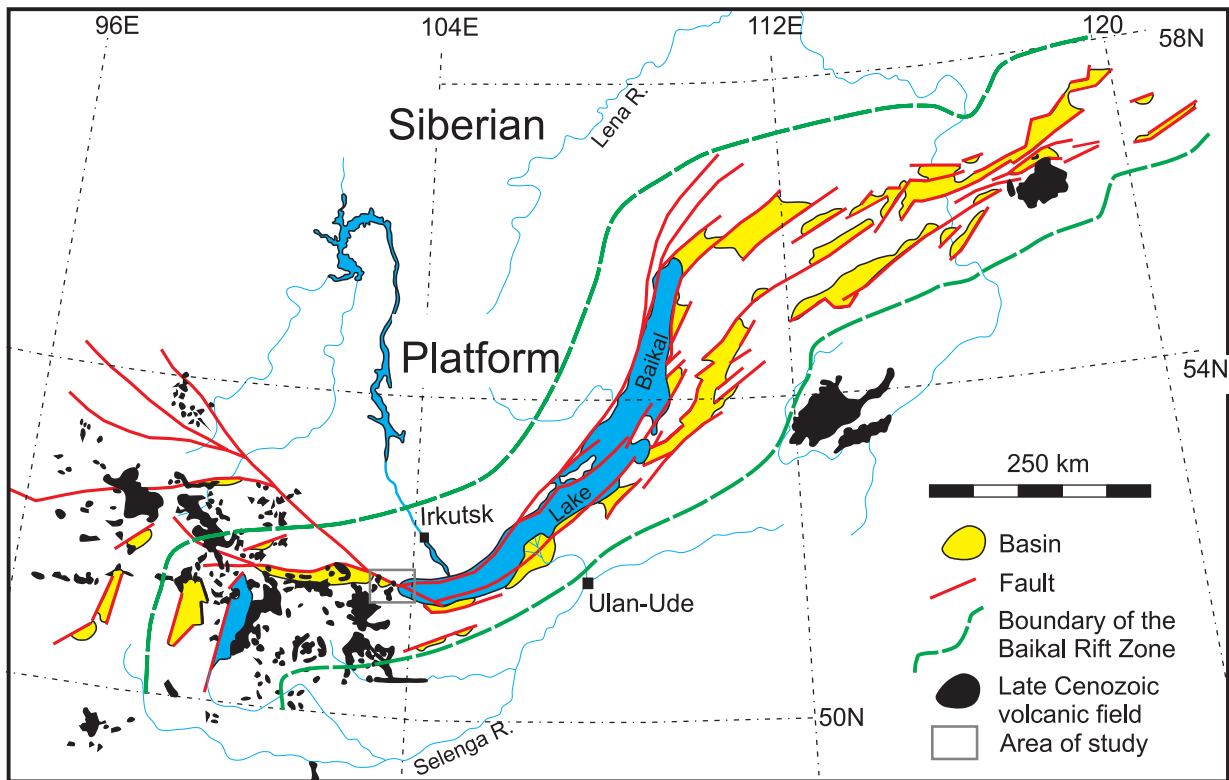 96E
104E
112E
120
58N
Lena R.
Siberian
Platform
Baikal
54N
Lake
250 km
Irkutsk
Basin
Fault
Ulan-Ude
Boundary of the
Baikal Rift Zone
Late Cenozoic
volcanic field
50N
Area of study
Selenga R.